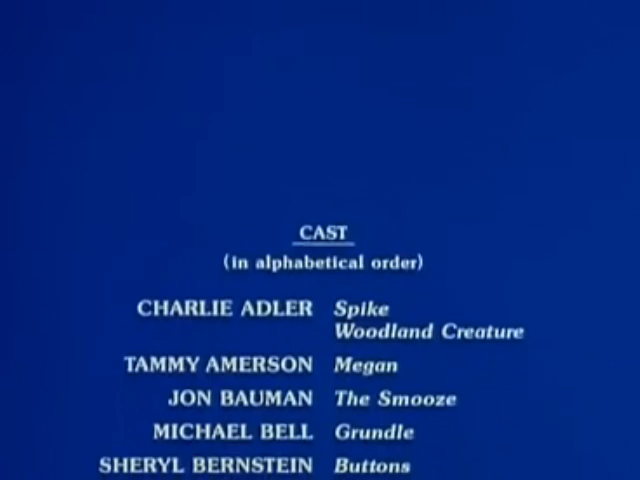 CAST
(in alphabetical order)
CHARLIE ADLER Spike
Woodland Creature
TAMMY AMERSON Megan
JON BAUMAN The Smooze
MICHAEL BELL Grundle
SHERYL BERNSTEIN Buttons